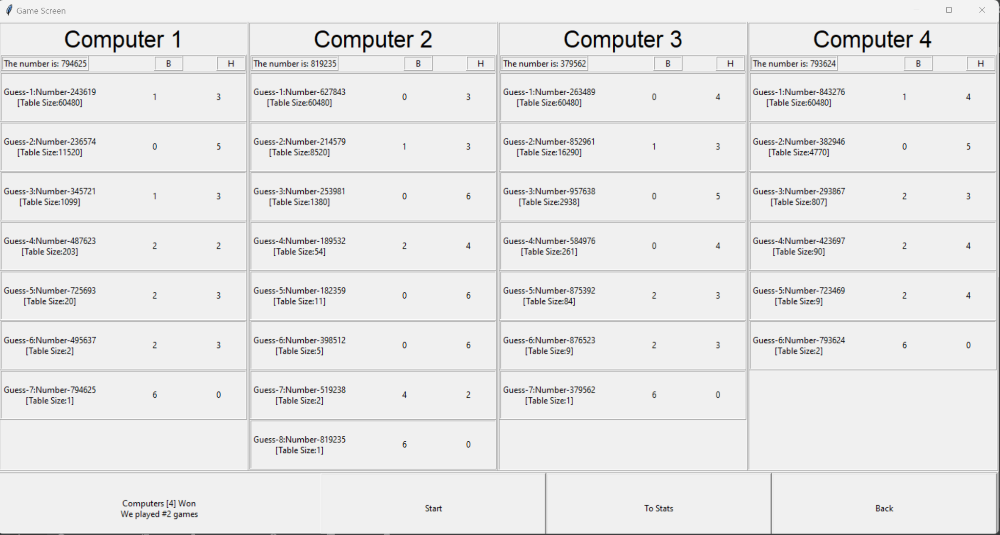 Game Screen
Computer 1
The number is: 794625 B H
Guess-1:Number-243619
[Table Size:60480]
1 3
Guess-2:Number-236574
[Table Size:11520]
0 5
Guess-3:Number-345721
[Table Size:1099]
1 3
Guess-4:Number-487623
[Table Size:203]
2 2
Guess-5:Number-725693
[Table Size:20]
2 3
Guess-6:Number-495637
[Table Size:2]
2 3
Guess-7:Number-794625
[Table Size:1]
6 0
Computer 2
The number is: 819235 B H
Guess-1:Number-627843
[Table Size:60480]
0 3
Guess-2:Number-214579
[Table Size:8520]
1 3
Guess-3:Number-253981
[Table Size:1380]
0 6
Guess-4:Number-189532
[Table Size:54]
2 4
Guess-5:Number-182359
[Table Size:11]
0 6
Guess-6:Number-398512
[Table Size:5]
0 6
Guess-7:Number-519238
[Table Size:2]
4 2
Guess-8:Number-819235
[Table Size:1]
6 0
Computer 3
The number is: 379562 B H
Guess-1:Number-263489
[Table Size:60480]
0 4
Guess-2:Number-852961
[Table Size:16290]
1 3
Guess-3:Number-957638
[Table Size:2938]
0 5
Guess-4:Number-584976
[Table Size:261]
0 4
Guess-5:Number-875392
[Table Size:84]
2 3
Guess-6:Number-876523
[Table Size:9]
2 3
Guess-7:Number-379562
[Table Size:1]
6 0
Computer 4
The number is: 793624 B H
Guess-1:Number-843276
[Table Size:60480]
1 4
Guess-2:Number-382946
[Table Size:4770]
0 5
Guess-3:Number-293867
[Table Size:807]
2 3
Guess-4:Number-423697
[Table Size:90]
2 4
Guess-5:Number-723469
[Table Size:9]
2 4
Guess-6:Number-793624
[Table Size:2]
6 0
Computers [4] Won
We played #2 games
Start
To Stats
Back